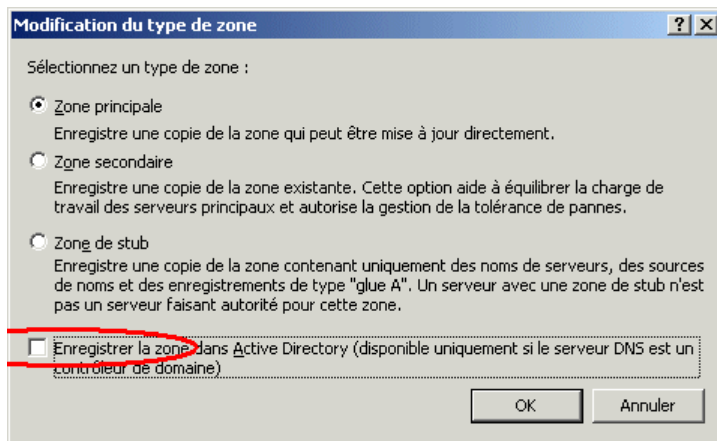 Modification du type de zone
Sélectionnez un type de zone :
Zone principale
Enregistre une copie de la zone qui peut être mise à jour directement.
Zone secondaire
Enregistre une copie de la zone existante. Cette option aide à équilibrer la charge de
travail des serveurs principaux et autorise la gestion de la tolérance de pannes.
Zone de stub
Enregistre une copie de la zone contenant uniquement des noms de serveurs, des sources
de noms et des enregistrements de type "glue A". Un serveur avec une zone de stub n'est
pas un serveur faisant autorité pour cette zone.
Enregistrer la zone dans Active Directory (disponible uniquement si le serveur DNS est un
contrôleur de domaine)
OK Annuler